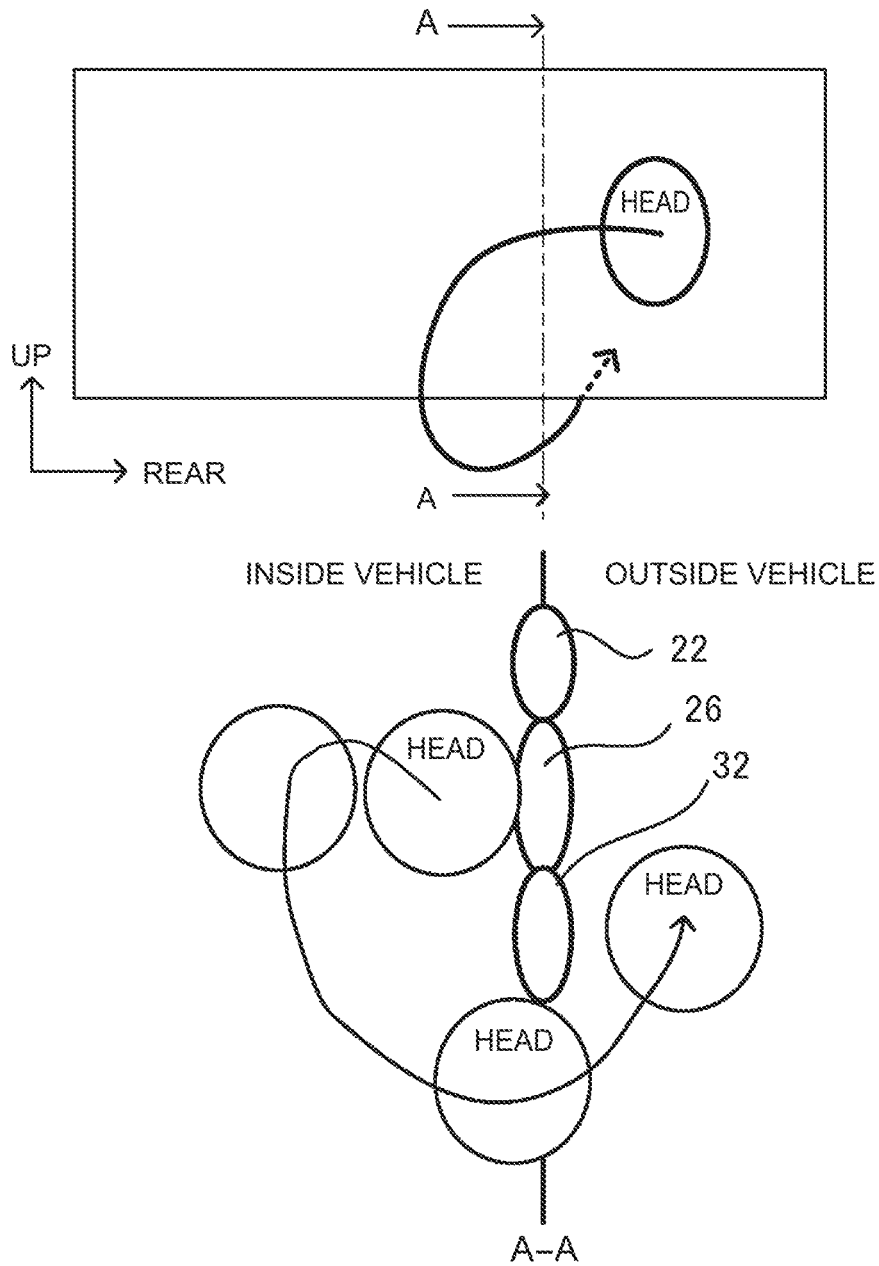 A
HEAD
UP
REAR
A
INSIDE VEHICLE
OUTSIDE VEHICLE
22
26
HEAD
32
HEAD
HEAD
A-A